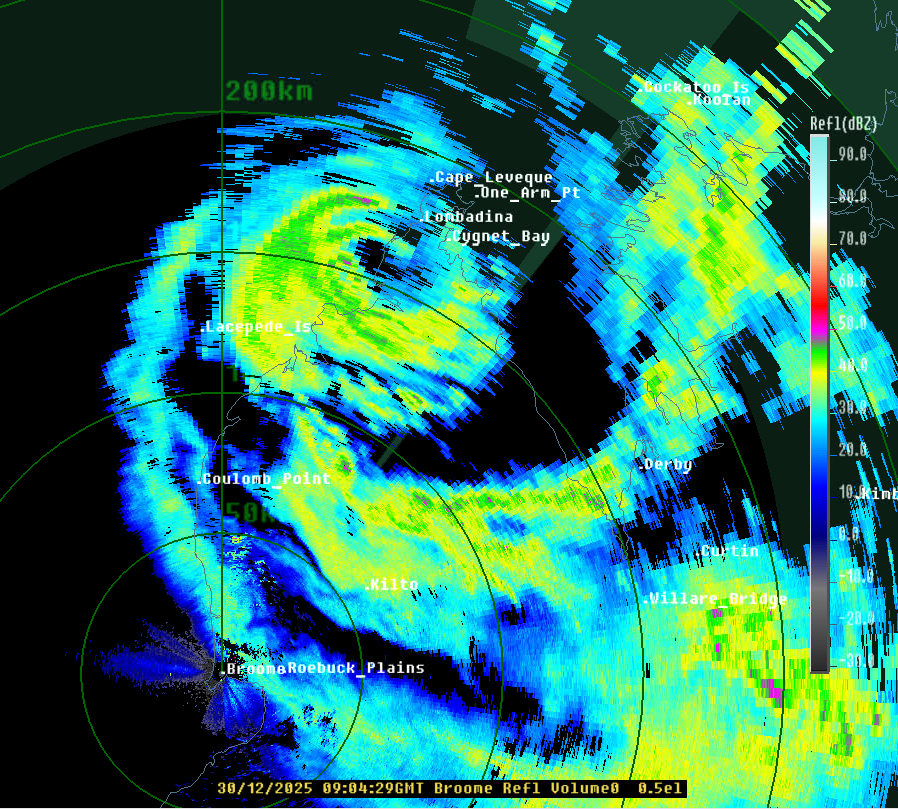 200km
.Cockatoo_Is
.Koolan
Refl(dBZ)
90.0
.Cape_Leveque
.One_Arm_Pt
80.0
.Lombadina
.Cygnet_Bay
70.0
60.0
50.0
.Lacepede_Is
40.0
30.0
20.0
.Derby
.Coulomb_Point
10.0
.Kimb
0.0
.Curtin
-10.0
.Kilto
.Willare_Bridge
-20.0
-30
.Broome
Roebuck_Plains
30/12/2025 09:04:29GMT Broome Refl Volume0 0.5el